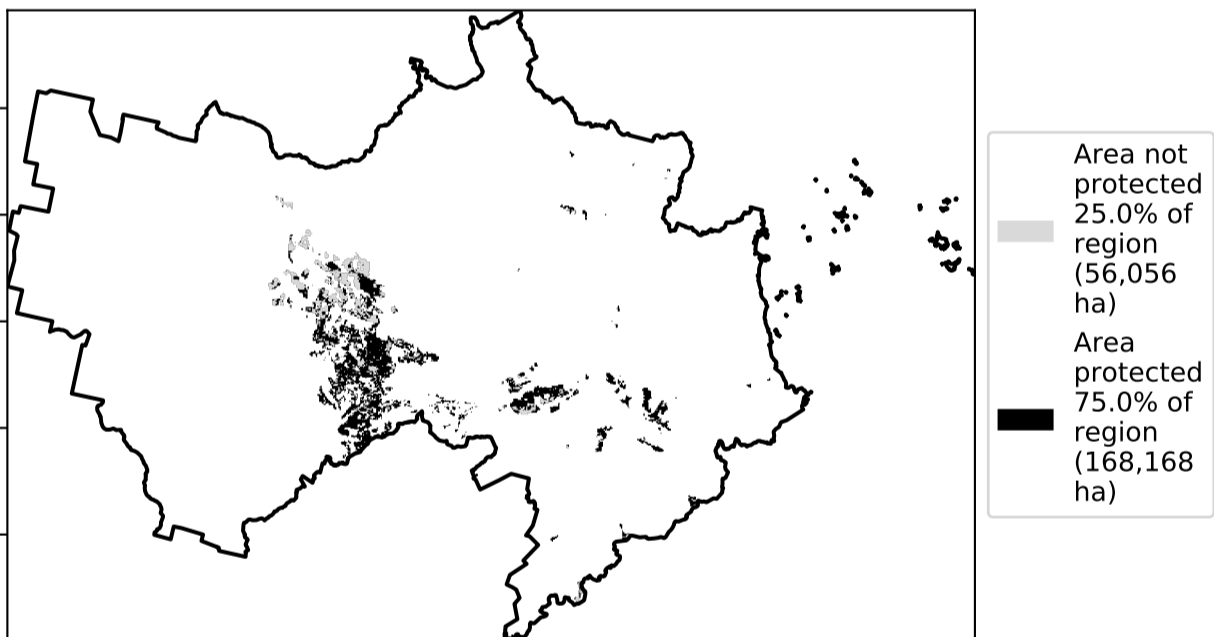 Area not
protected
25.0% of
region
(56,056
ha)
Area
protected
75.0% of
region
(168,168
ha)